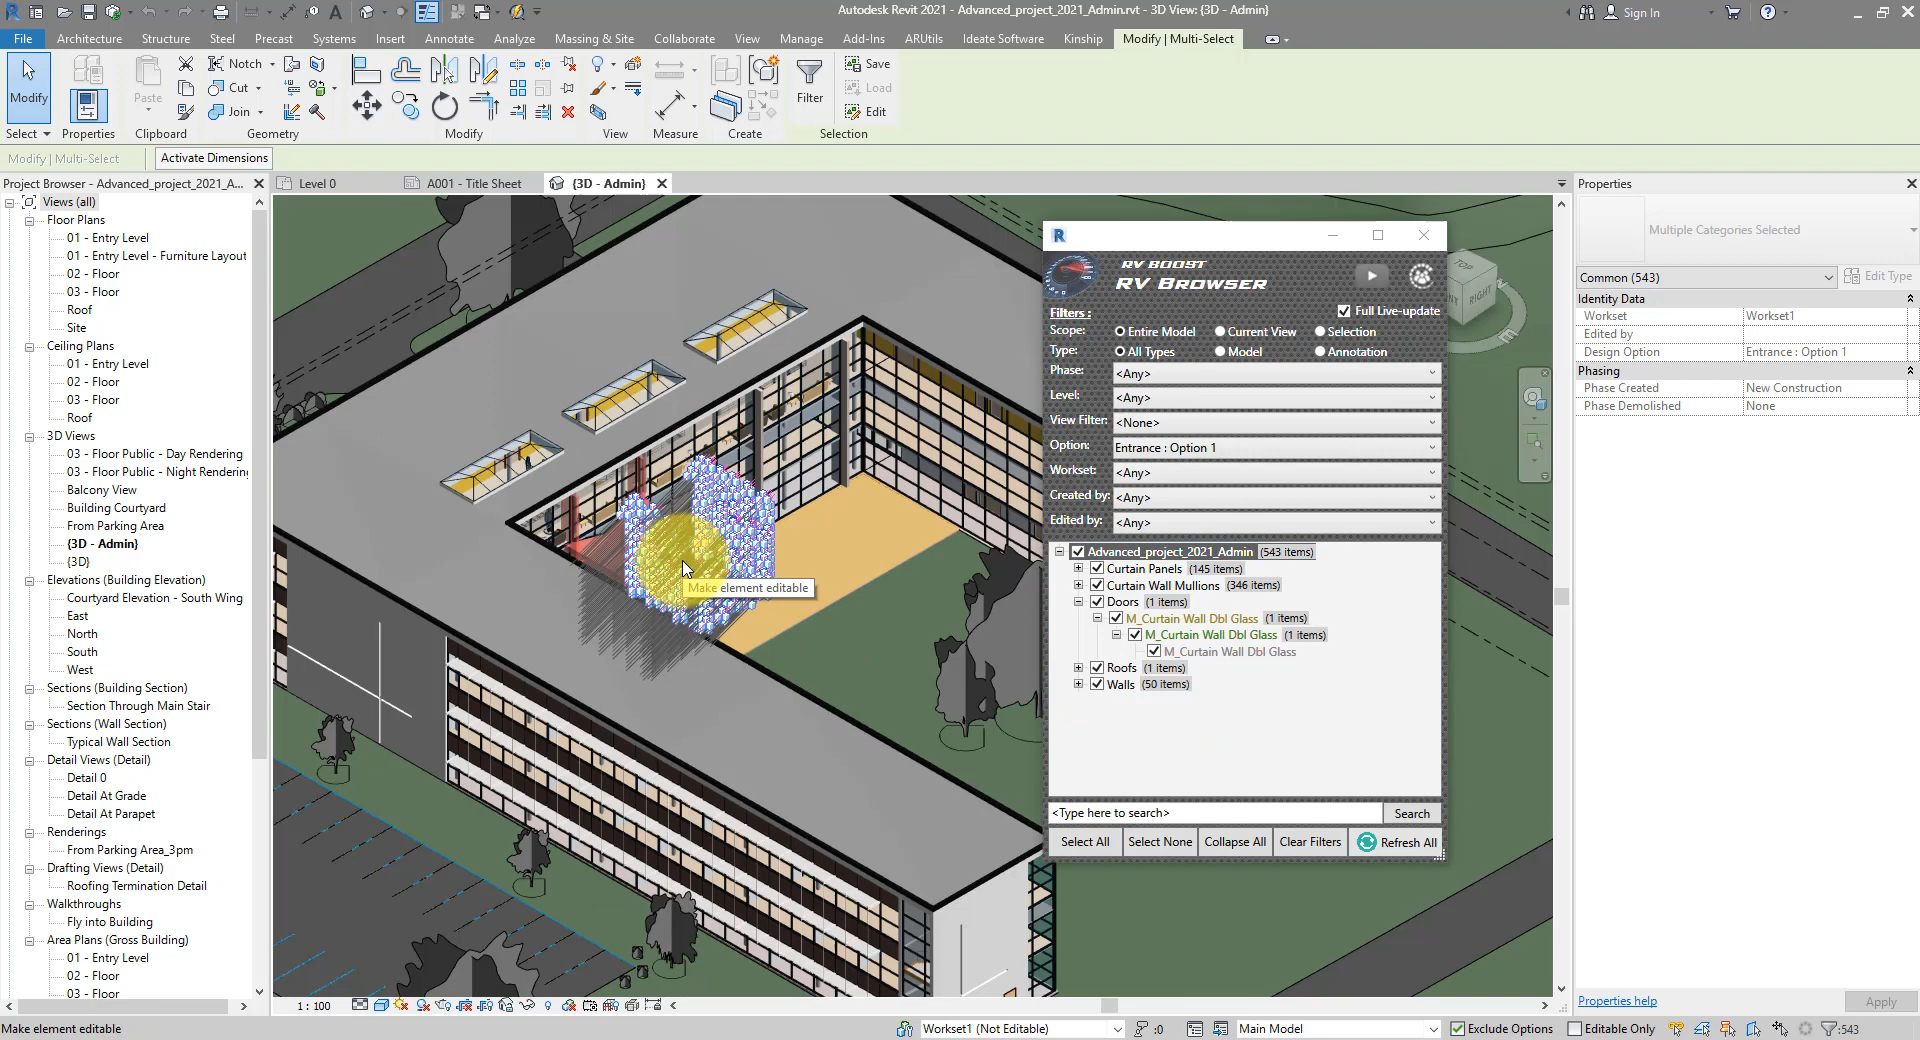 Autodesk Revit 2021 - Advanced_project_2021_Admin.rvt - 3D View: {3D - Admin}
Sign In
File Architecture Structure Steel Precast Systems Insert Annotate Analyze Massing & Site Collaborate View Manage Add-Ins ARUtils Ideate Software Kinship Modify | Multi-Select
Modify
Paste
Notch
Cut
Join
Filter
Save
Load
Edit
Select Properties Clipboard Geometry Modify View Measure Create Selection
Modify | Multi-Select Activate Dimensions
Project Browser - Advanced_project_2021_A...
Views (all)
Floor Plans
01 - Entry Level
01 - Entry Level - Furniture Layout
02 - Floor
03 - Floor
Roof
Site
Ceiling Plans
01 - Entry Level
02 - Floor
03 - Floor
Roof
3D Views
03 - Floor Public - Day Rendering
03 - Floor Public - Night Rendering
Balcony View
Building Courtyard
From Parking Area
{3D - Admin}
{3D}
Elevations (Building Elevation)
Courtyard Elevation - South Wing
East
North
South
West
Sections (Building Section)
Section Through Main Stair
Sections (Wall Section)
Typical Wall Section
Detail Views (Detail)
Detail 0
Detail At Grade
Detail At Parapet
Renderings
From Parking Area_3pm
Drafting Views (Detail)
Roofing Termination Detail
Walkthroughs
Fly into Building
Area Plans (Gross Building)
01 - Entry Level
02 - Floor
03 - Floor
Level 0
A001 - Title Sheet
{3D - Admin}
Make element editable
TOP
RIGHT
RV BOOST
RV BROWSER
Filters :
Full Live-update
Scope: Entire Model Current View Selection
Type: All Types Model Annotation
Phase: <Any>
Level: <Any>
View Filter: <None>
Option: Entrance : Option 1
Workset: <Any>
Created by: <Any>
Edited by: <Any>
Advanced_project_2021_Admin (543 items)
Curtain Panels (145 items)
Curtain Wall Mullions (346 items)
Doors (1 items)
M_Curtain Wall Dbl Glass (1 items)
M_Curtain Wall Dbl Glass (1 items)
M_Curtain Wall Dbl Glass
Roofs (1 items)
Walls (50 items)
<Type here to search> Search
Select All Select None Collapse All Clear Filters Refresh All
Properties
Multiple Categories Selected
Common (543) Edit Type
Identity Data
Workset Workset1
Edited by
Design Option Entrance : Option 1
Phasing
Phase Created New Construction
Phase Demolished None
Properties help Apply
1 : 100
Make element editable
Workset1 (Not Editable)
:0
Main Model
Exclude Options
Editable Only
:543